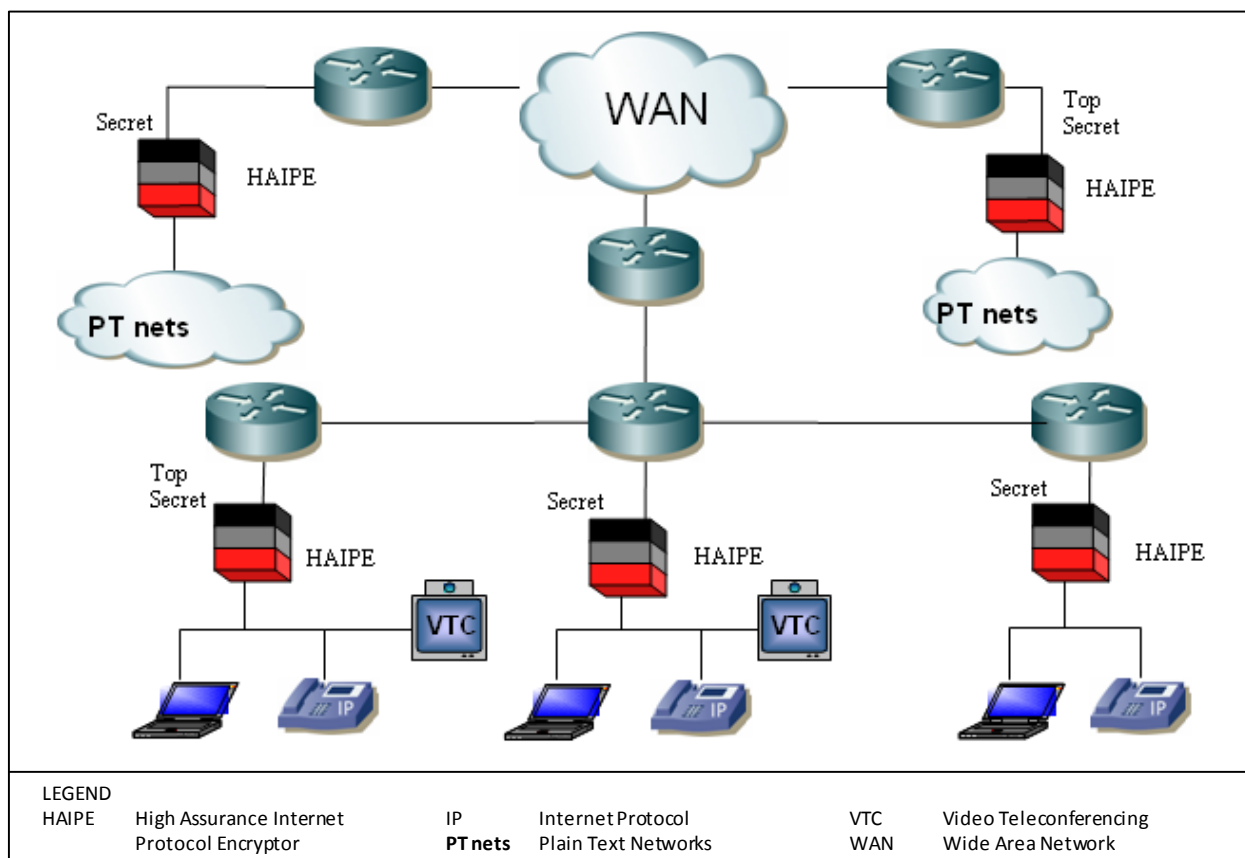 WAN
Secret
HAIPE
Top
Secret
HAIPE
PT nets
PT nets
Top
Secret
HAIPE
Secret
HAIPE
Secret
HAIPE
VTC
VTC
IP
IP
IP
LEGEND
HAIPE High Assurance Internet Protocol Encryptor
IP Internet Protocol
PT nets Plain Text Networks
VTC Video Teleconferencing
WAN Wide Area Network